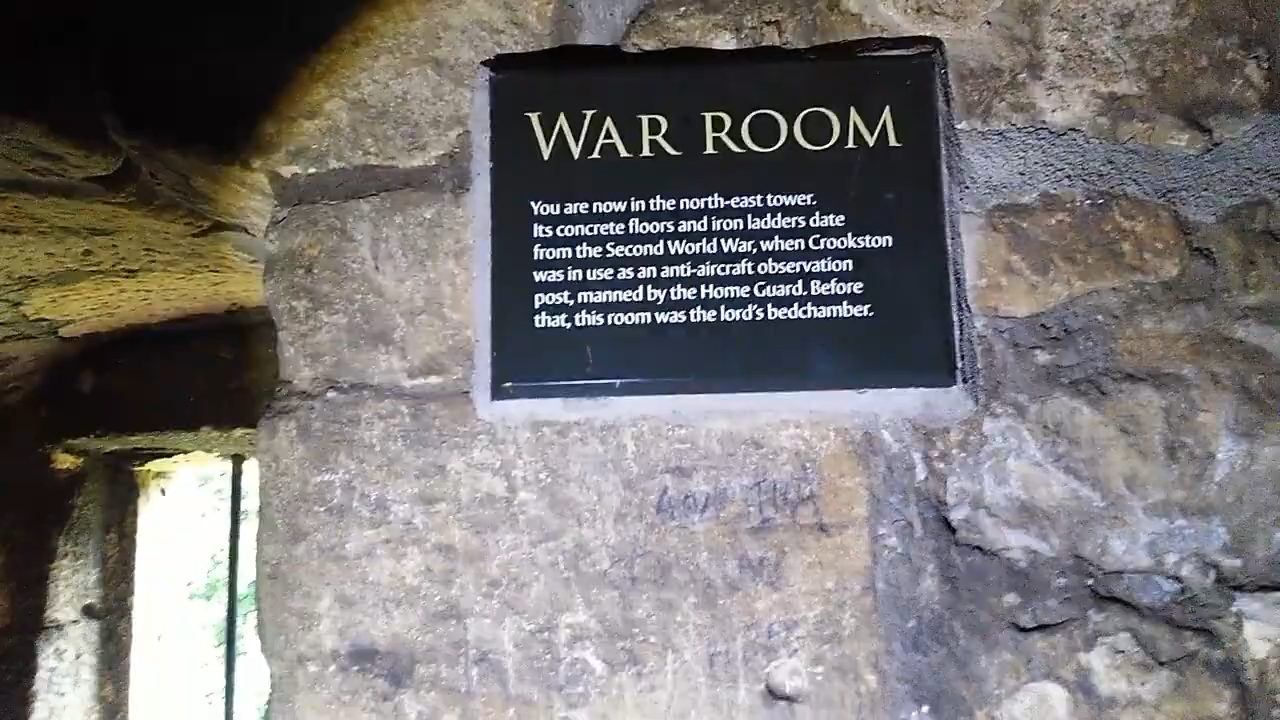 WAR ROOM
You are now in the north-east tower.
Its concrete floors and iron ladders date
from the Second World War, when Crookston
was in use as an anti-aircraft observation
post, manned by the Home Guard. Before
that, this room was the lord's bedchamber.